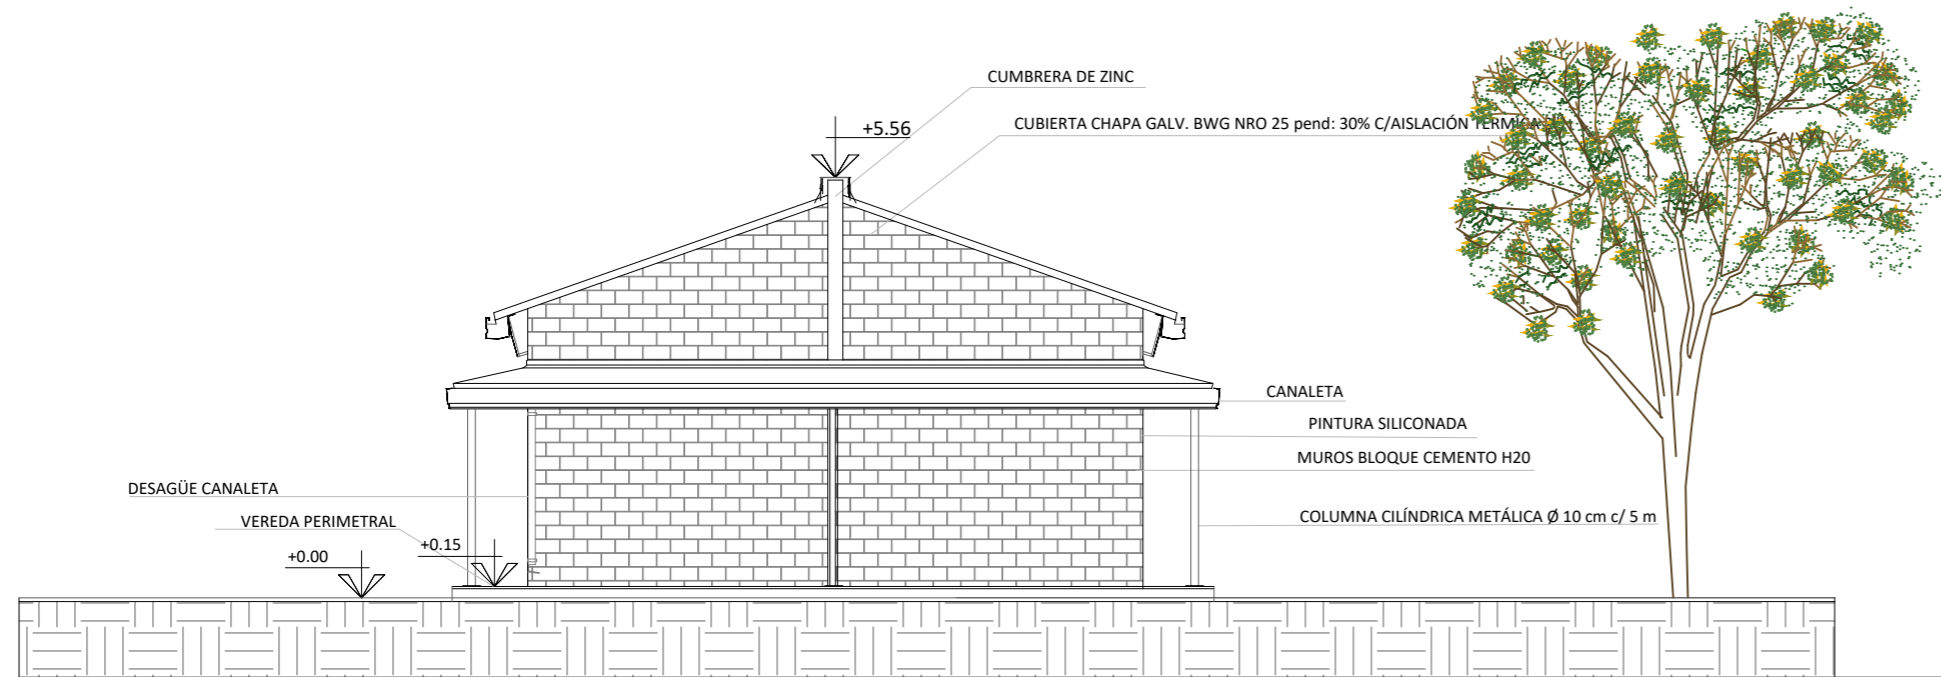 CUMBRERA DE ZINC
+5.56
CUBIERTA CHAPA GALV. BWG NRO 25 pend: 30% C/AISLACIÓN TERMICA
CANALETA
PINTURA SILICONADA
MUROS BLOQUE CEMENTO H20
DESAGÜE CANALETA
VEREDA PERIMETRAL
COLUMNA CILÍNDRICA METÁLICA Ø 10 cm c/ 5 m
+0.15
+0.00